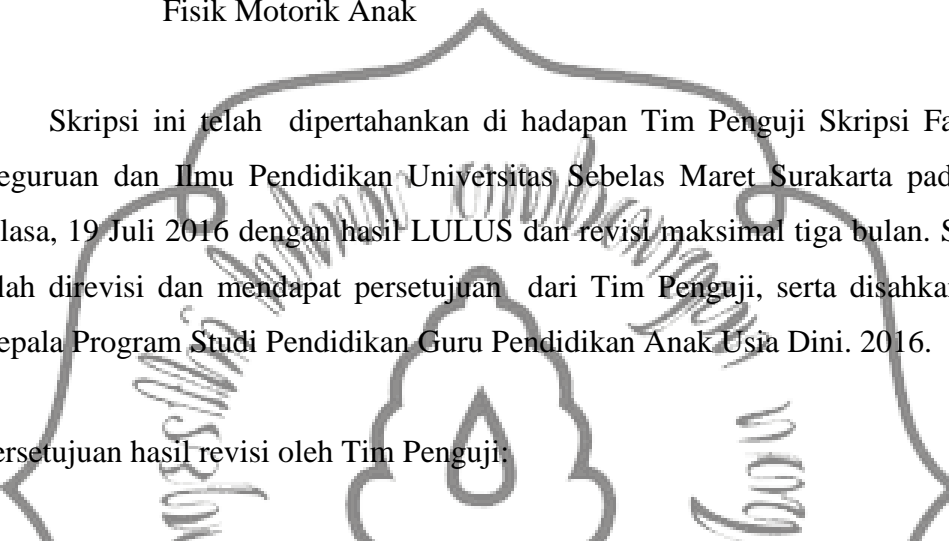 Fisik Motorik Anak
Skripsi ini telah dipertahankan di hadapan Tim Penguji Skripsi Fa
eguruan dan Ilmu Pendidikan Universitas Sebelas Maret Surakarta pad
lasa, 19 Juli 2016 dengan hasil LULUS dan revisi maksimal tiga bulan. S
lah direvisi dan mendapat persetujuan dari Tim Penguji, serta disahka
epala Program Studi Pendidikan Guru Pendidikan Anak Usia Dini. 2016.
ersetujuan hasil revisi oleh Tim Penguji: